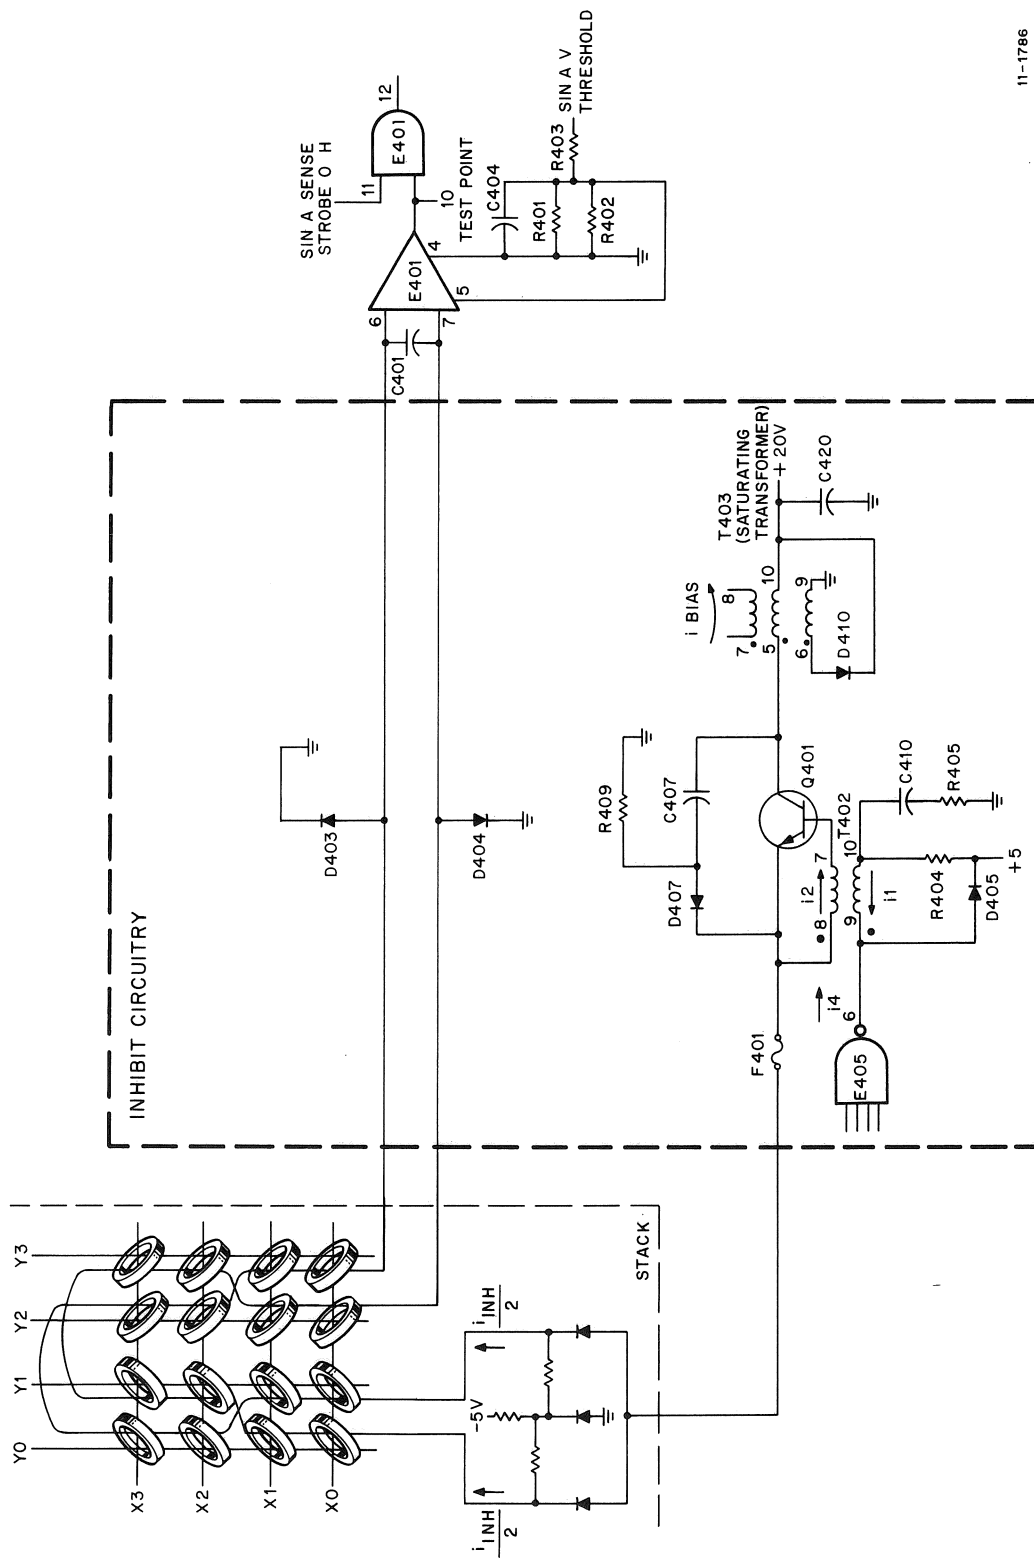 11-1786
SIN A SENSE
STROBE 0 H
11
12
E401
10
TEST POINT
E401
6
7
4
5
C401
C404
R401
R402
R403
SIN A V
THRESHOLD
INHIBIT CIRCUITRY
D403
D404
R409
C407
D407
Q401
i BIAS
7
8
5
10
6
9
T403
(SATURATING
TRANSFORMER)
+20V
C420
D410
T402
i2
8
7
9
10
i1
C410
R405
R404
D405
+5
F401
i4
6
E405
Y0
Y1
Y2
Y3
X3
X2
X1
X0
STACK
-5V
iINH
2
iINH
2